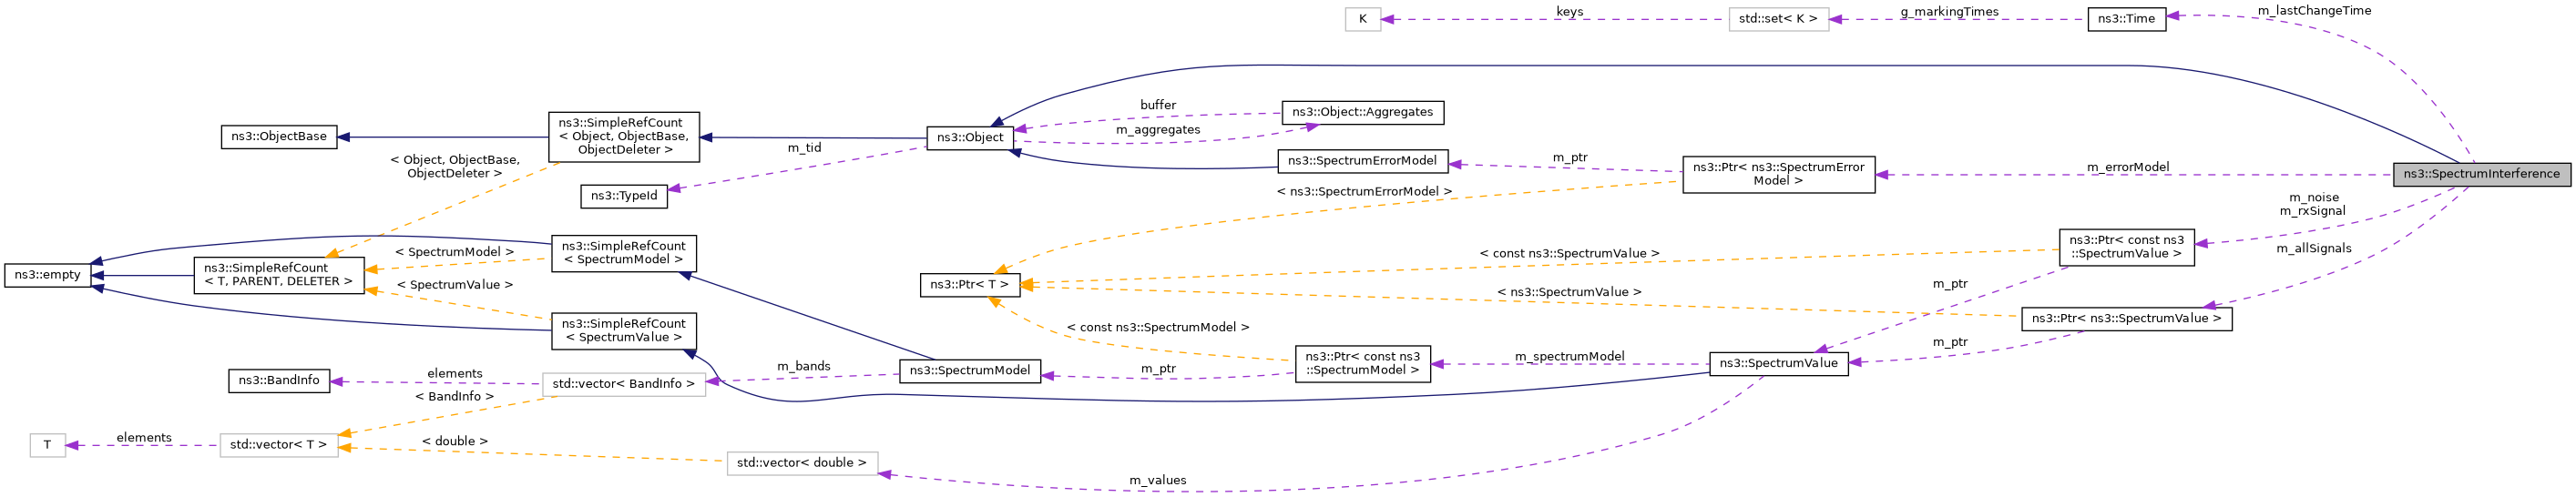 K
keys
std::set< K >
g_markingTimes
ns3::Time
m_lastChangeTime
ns3::ObjectBase
ns3::SimpleRefCount
< Object, ObjectBase,
ObjectDeleter >
< Object, ObjectBase,
ObjectDeleter >
m_tid
ns3::TypeId
ns3::Object
buffer
m_aggregates
ns3::Object::Aggregates
ns3::SpectrumErrorModel
m_ptr
< ns3::SpectrumErrorModel >
ns3::Ptr< ns3::SpectrumError
Model >
m_errorModel
ns3::SpectrumInterference
m_noise
m_rxSignal
m_allSignals
ns3::empty
ns3::SimpleRefCount
< T, PARENT, DELETER >
< SpectrumModel >
< SpectrumValue >
ns3::SimpleRefCount
< SpectrumModel >
ns3::SimpleRefCount
< SpectrumValue >
ns3::Ptr< T >
< const ns3::SpectrumValue >
< ns3::SpectrumValue >
< const ns3::SpectrumModel >
ns3::Ptr< const ns3
::SpectrumValue >
m_ptr
ns3::Ptr< ns3::SpectrumValue >
m_ptr
ns3::BandInfo
elements
std::vector< BandInfo >
m_bands
ns3::SpectrumModel
m_ptr
ns3::Ptr< const ns3
::SpectrumModel >
m_spectrumModel
ns3::SpectrumValue
< BandInfo >
T
elements
std::vector< T >
< double >
std::vector< double >
m_values